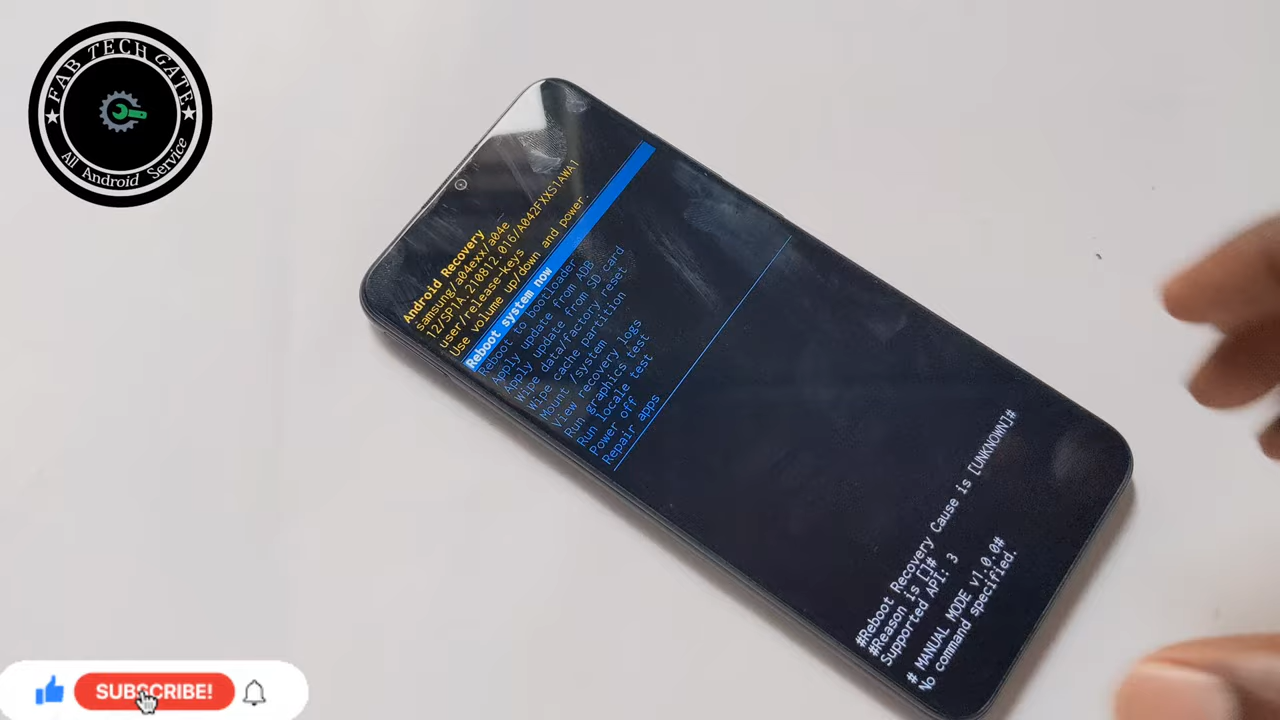 FAB TECH GATE
All Android Service
Android Recovery
samsung/a04exx/a04e
12/SP1A.210812.016/A042FXXS1AWA1
user/release-keys
Use volume up/down and power.
Reboot system now
Reboot to bootloader
Apply update from ADB
Apply update from SD card
Wipe data/factory reset
Wipe cache partition
Mount /system
View recovery logs
Run graphics test
Run locale test
Power off
Repair apps
#Reboot Recovery Cause is [UNKNOWN]#
#Reason is []#
Supported API: 3
# MANUAL MODE v1.0.0#
No command specified.
SUBSCRIBE!